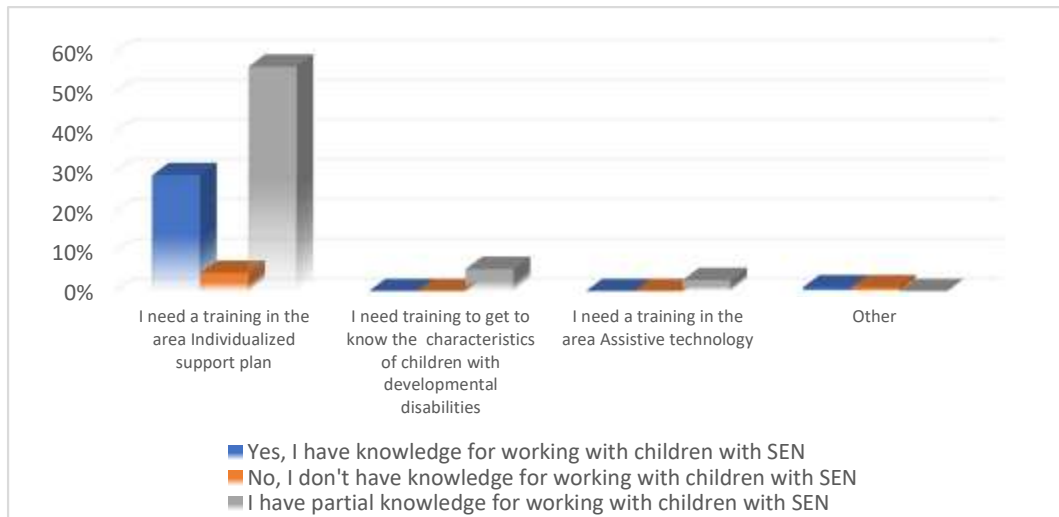 60%
50%
40%
30%
20%
10%
0%
I need a training in the
area Individualized
support plan
I need training to get to
know the characteristics
of children with
developmental
disabilities
I need a training in the
area Assistive technology
Other
Yes, I have knowledge for working with children with SEN
No, I don't have knowledge for working with children with SEN
I have partial knowledge for working with children with SEN